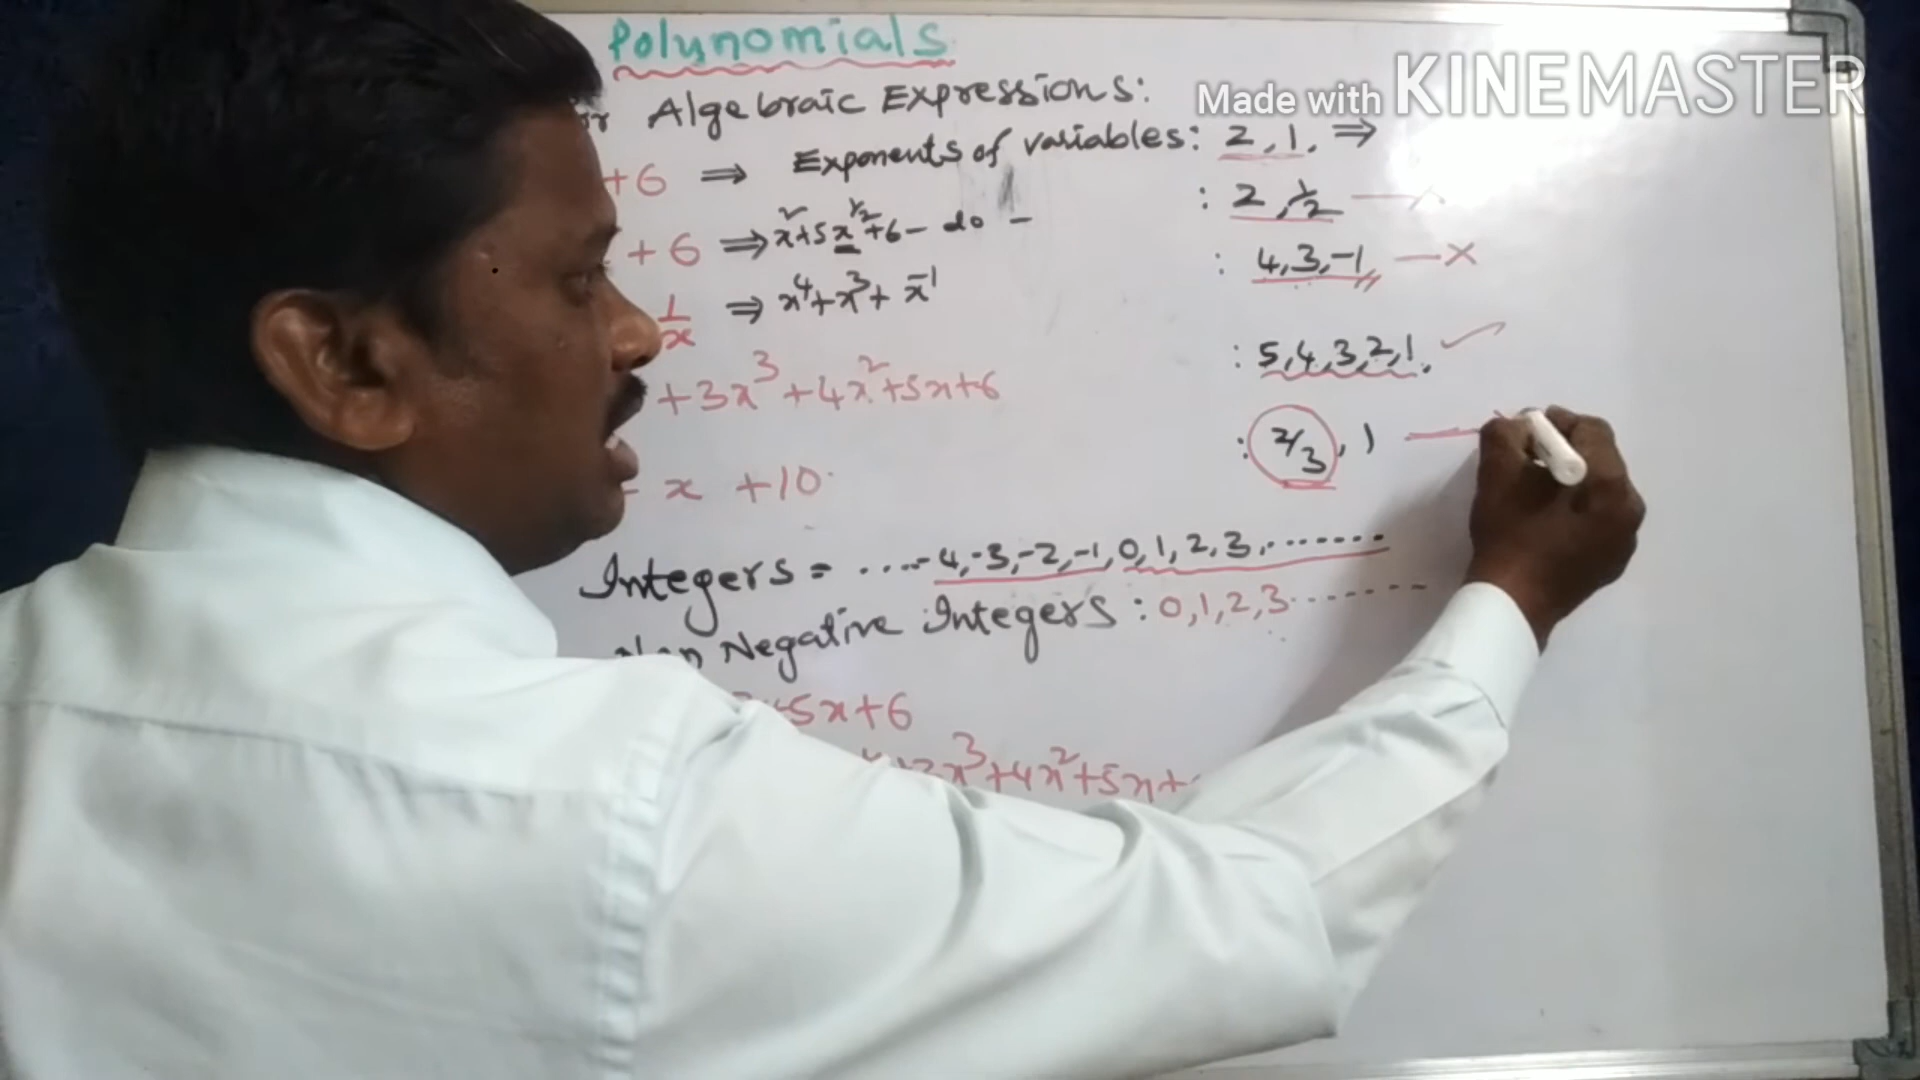 Polynomials
Made with KINEMASTER
Algebraic Expressions:
+6 ⇒ Exponents of variables: 2, 1. ⇒
+ 6 ⇒ x²+5x^1/2+6 - do - : 2, 1/2 —
1/x ⇒ x⁴+x³+ x⁻¹ : 4,3,-1, —×
+3x³+4x²+5x+6 : 5,4,3,2,1. ✓
- x +10 : 2/3, 1 —
Integers = ....-4,-3,-2,-1,0,1,2,3,.......
Non Negative Integers : 0,1,2,3.......
+5x+6
x³+4x²+5x+